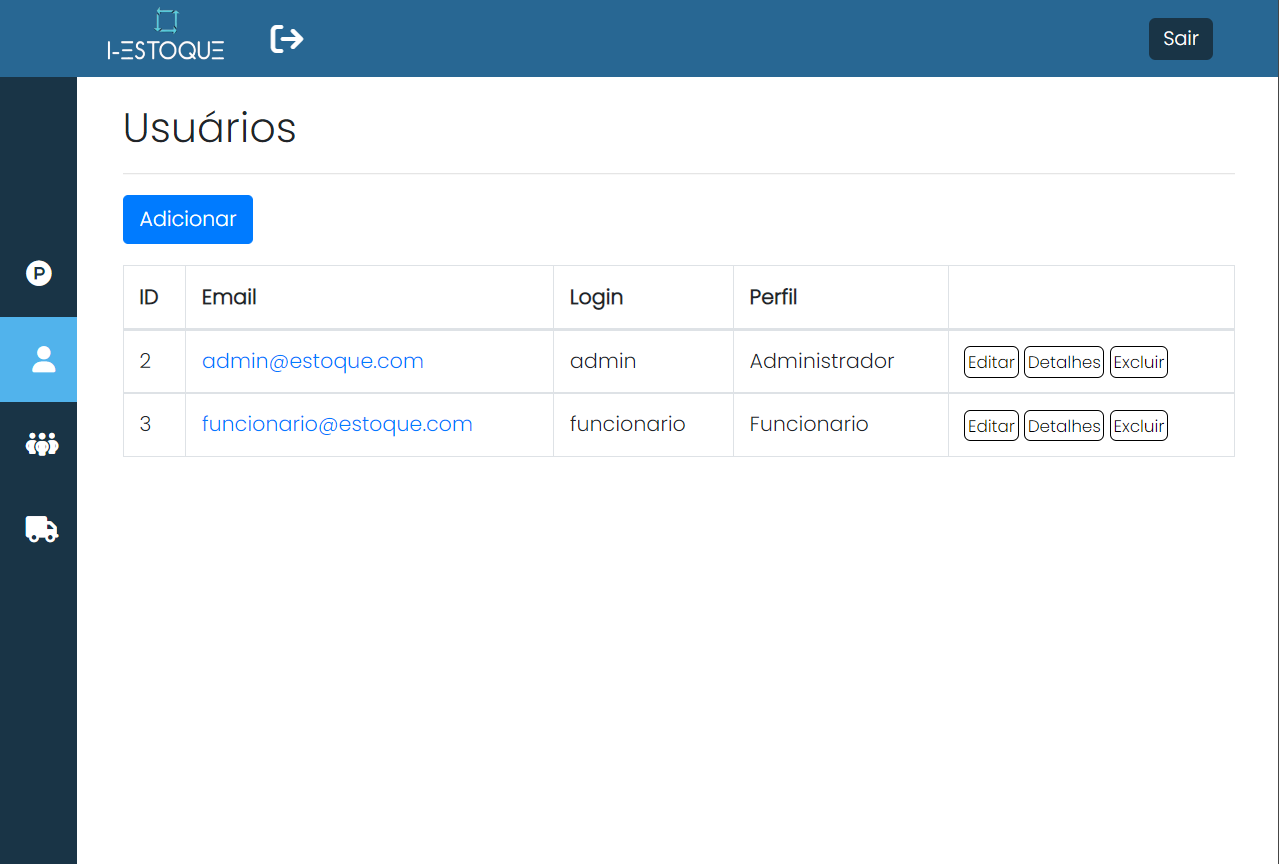 I-ESTOQUE
Sair
Usuários
Adicionar
ID Email Login Perfil
2 admin@estoque.com admin Administrador Editar Detalhes Excluir
3 funcionario@estoque.com funcionario Funcionario Editar Detalhes Excluir
P